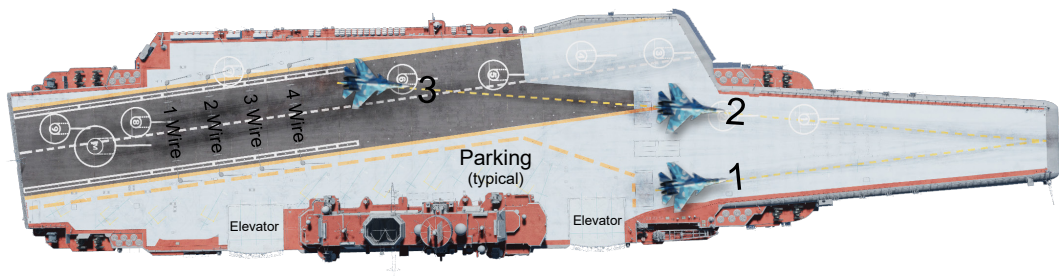 1 Wire
2 Wire
3 Wire
4 Wire
3
2
1
Parking
(typical)
Elevator
Elevator